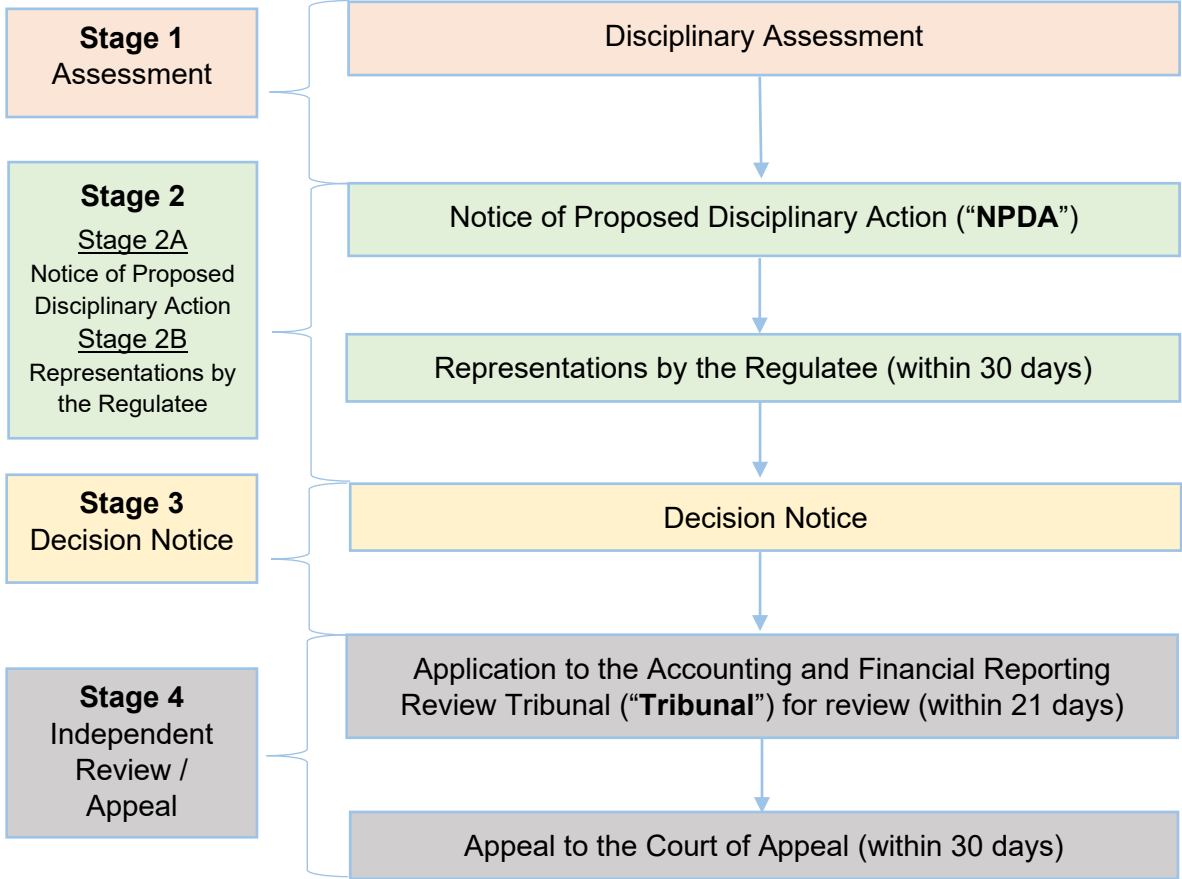 Stage 1
Assessment
Disciplinary Assessment
Stage 2
Stage 2A
Notice of Proposed
Disciplinary Action
Stage 2B
Representations by
the Regulatee
Notice of Proposed Disciplinary Action (“NPDA”)
Representations by the Regulatee (within 30 days)
Stage 3
Decision Notice
Decision Notice
Stage 4
Independent
Review /
Appeal
Application to the Accounting and Financial Reporting
Review Tribunal (“Tribunal”) for review (within 21 days)
Appeal to the Court of Appeal (within 30 days)